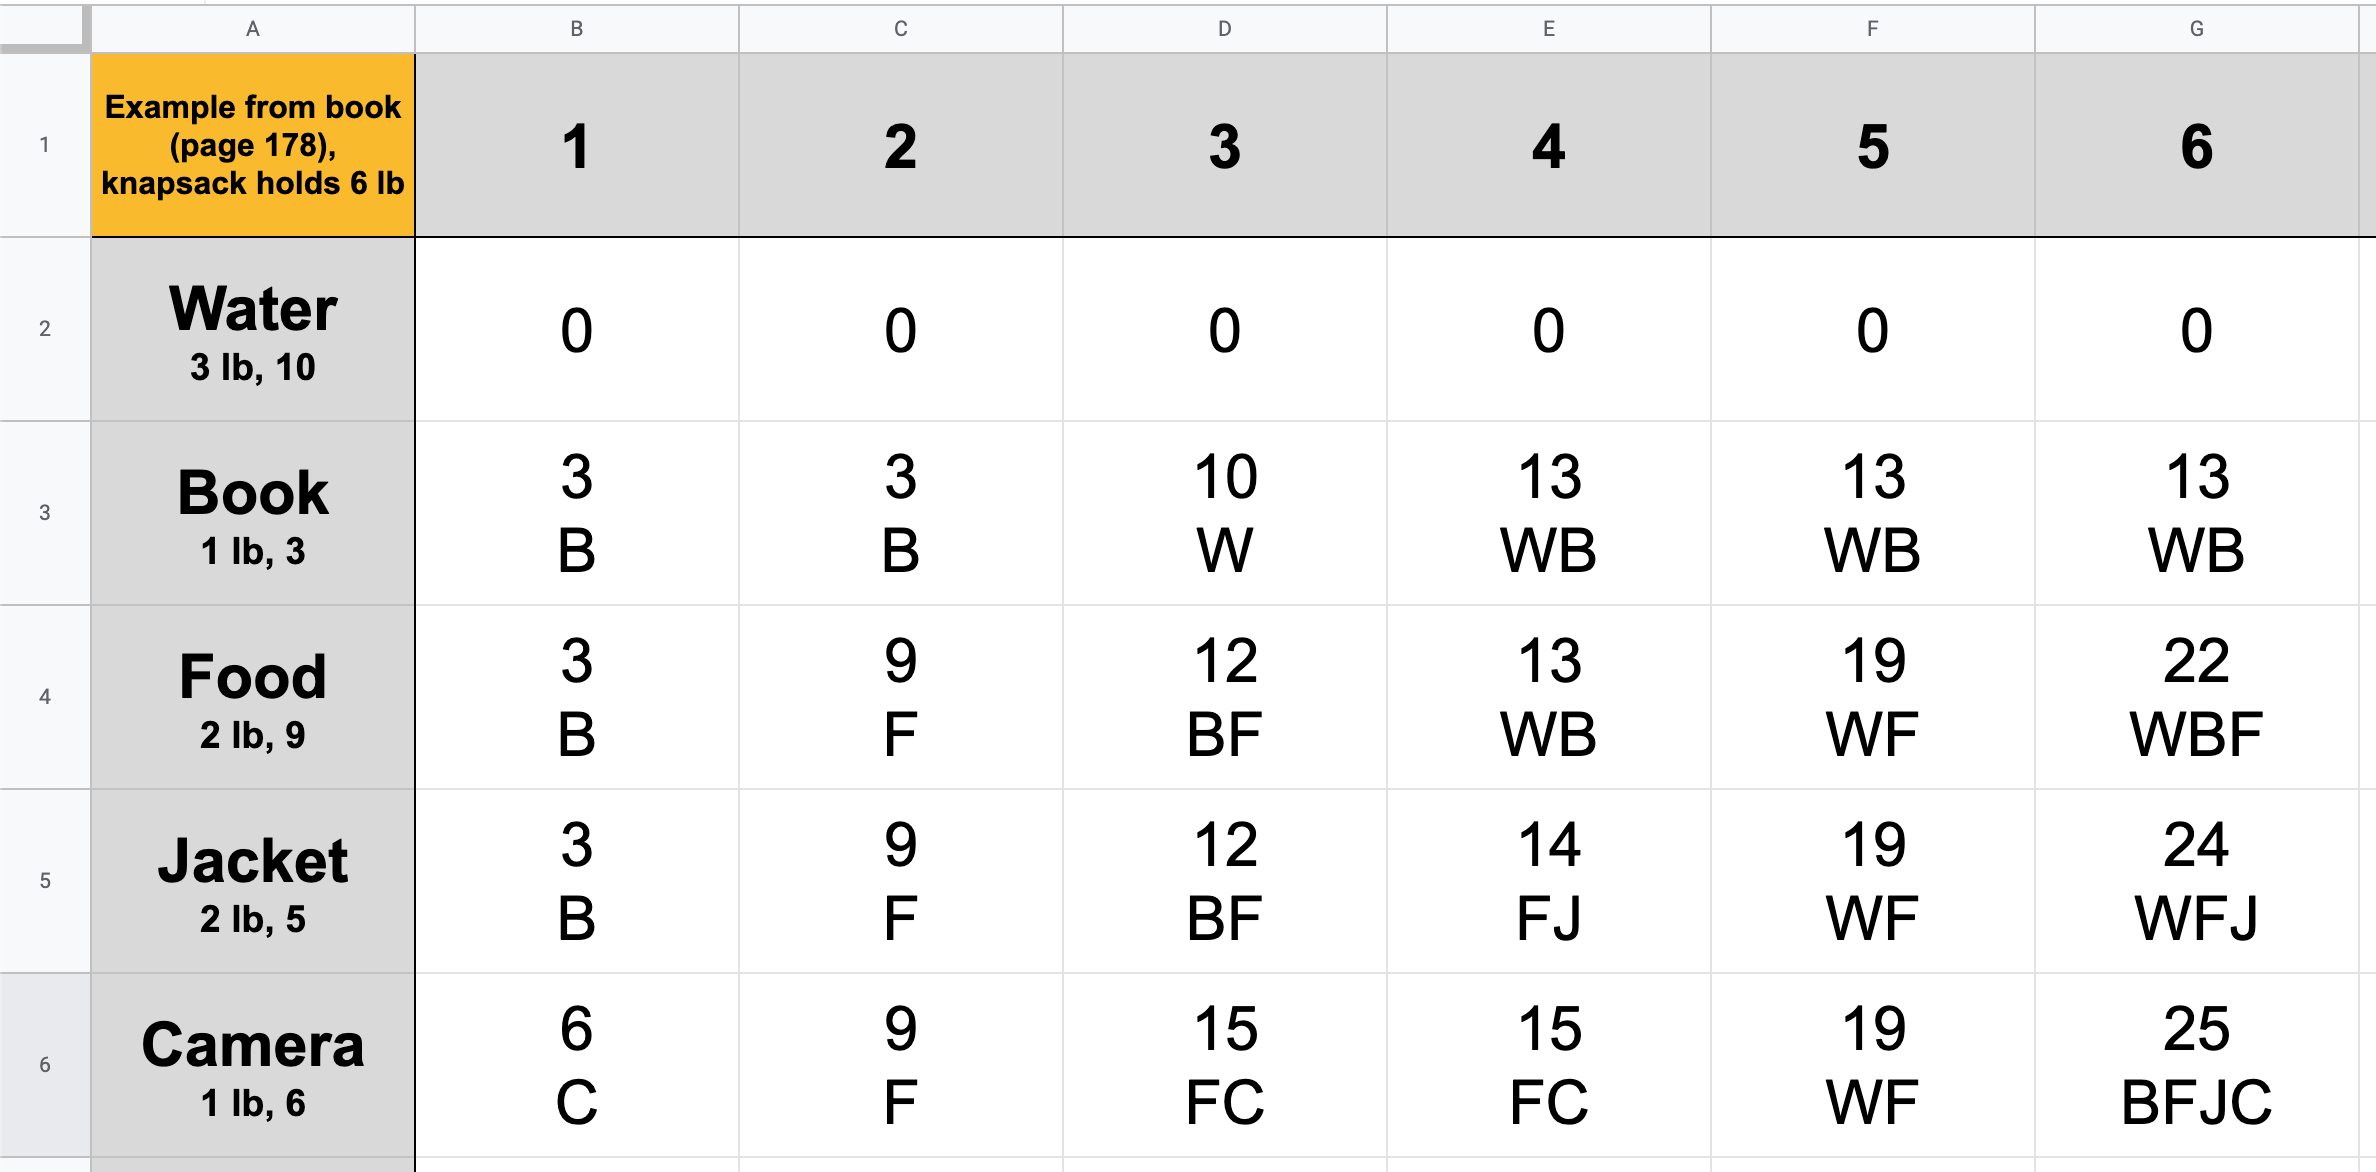 A B C D E F G
1 Example from book
(page 178),
knapsack holds 6 lb
1 2 3 4 5 6
2 Water
3 lb, 10
0 0 0 0 0 0
3 Book
1 lb, 3
3 3 10 13 13 13
B B W WB WB WB
4 Food
2 lb, 9
3 9 12 13 19 22
B F BF WB WF WBF
5 Jacket
2 lb, 5
3 9 12 14 19 24
B F BF FJ WF WFJ
6 Camera
1 lb, 6
6 9 15 15 19 25
C F FC FC WF BFJC